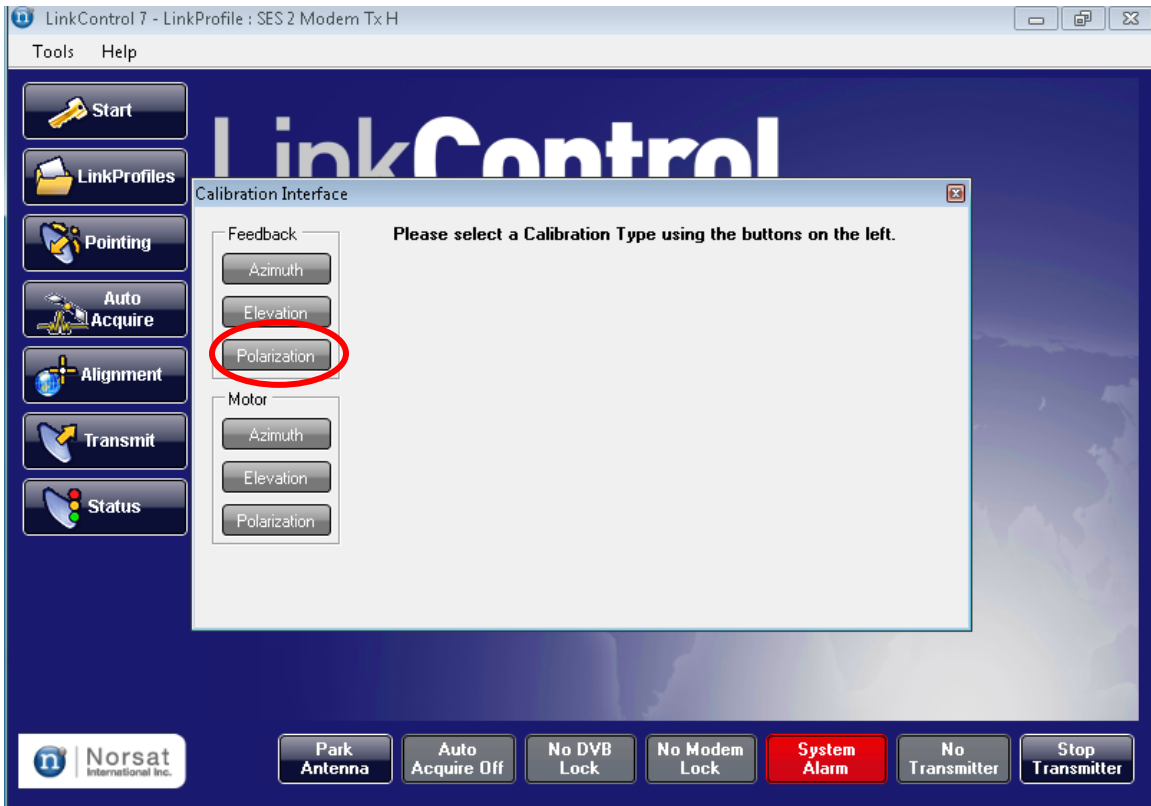 LinkControl 7 - LinkProfile : SES 2 Modem Tx H
Tools Help
Start
LinkProfiles
Pointing
Auto
Acquire
Alignment
Transmit
Status
LinkControl
Calibration Interface
Feedback
Azimuth
Elevation
Polarization
Motor
Azimuth
Elevation
Polarization
Please select a Calibration Type using the buttons on the left.
n
Norsat
International Inc.
Park
Antenna
Auto
Acquire Off
No DVB
Lock
No Modem
Lock
System
Alarm
No
Transmitter
Stop
Transmitter